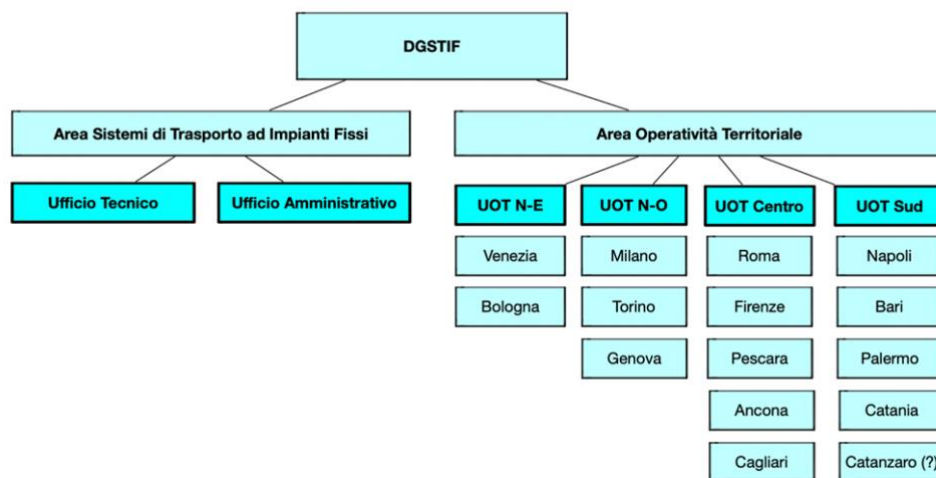 DGSTIF
Area Sistemi di Trasporto ad Impianti Fissi
Area Operatività Territoriale
Ufficio Tecnico
Ufficio Amministrativo
UOT N-E
UOT N-O
UOT Centro
UOT Sud
Venezia
Milano
Roma
Napoli
Bologna
Torino
Firenze
Bari
Genova
Pescara
Palermo
Ancona
Catania
Cagliari
Catanzaro (?)